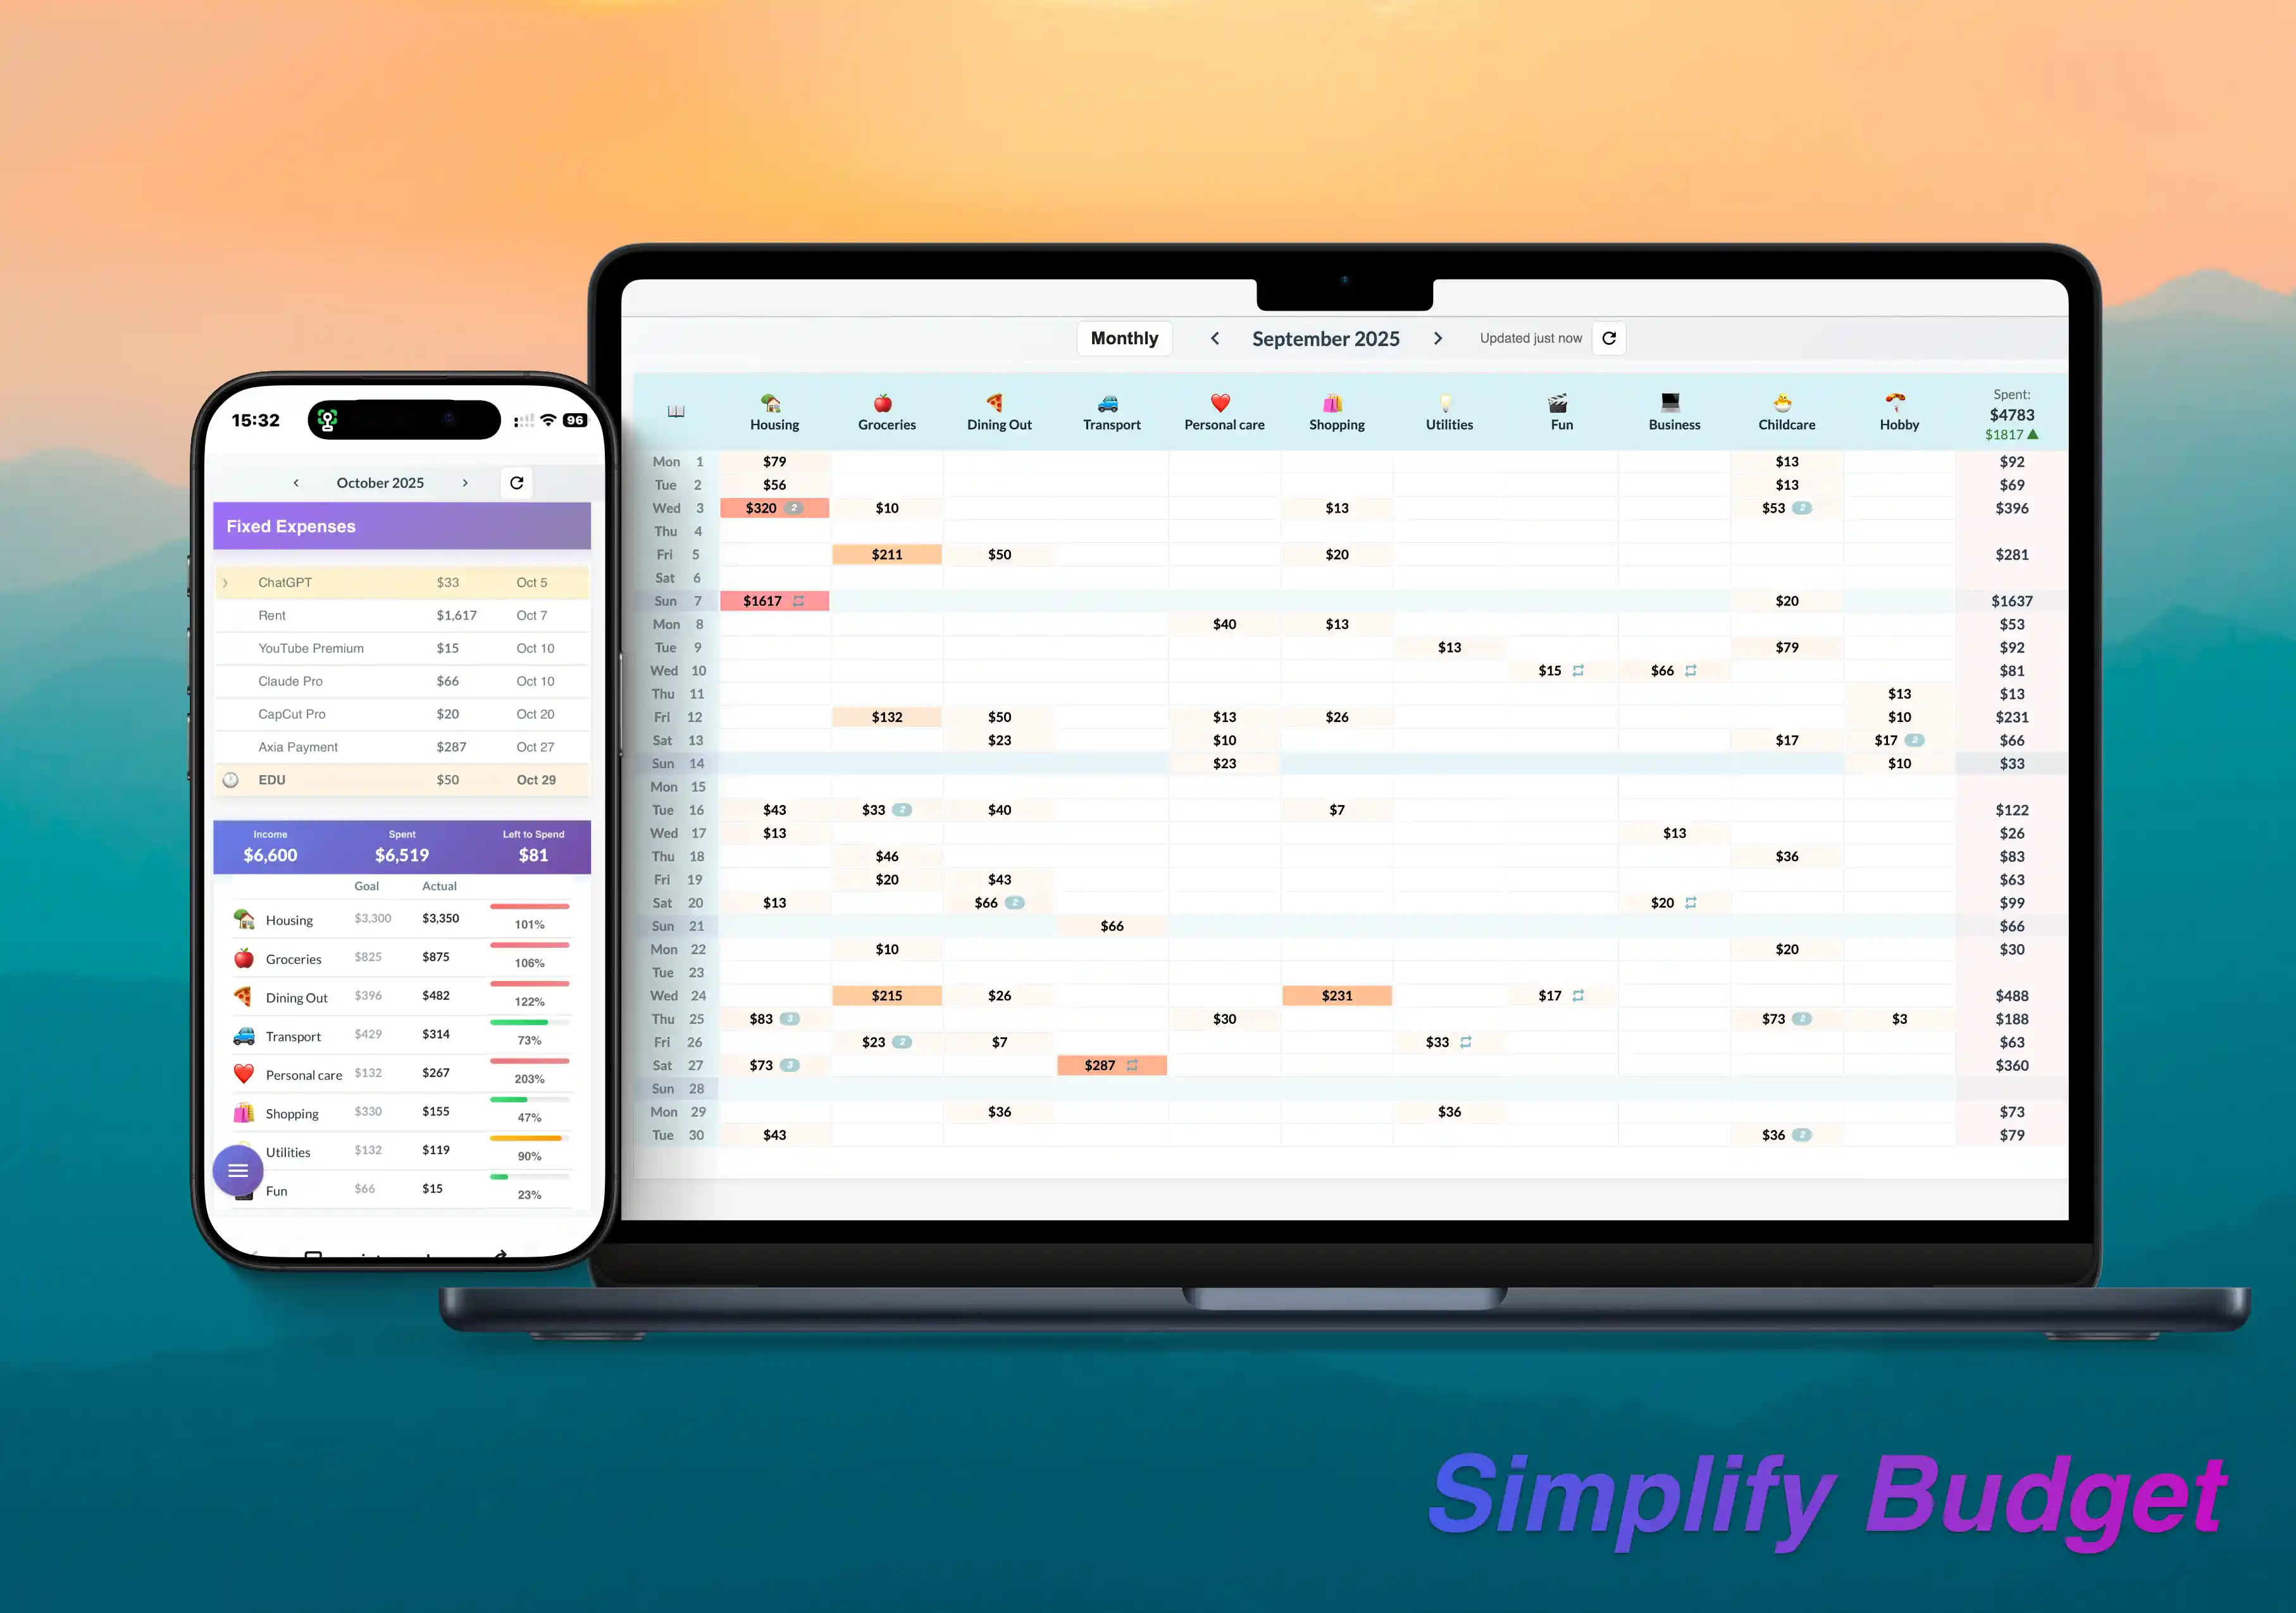 15:32
96
October 2025
Fixed Expenses
ChatGPT $33 Oct 5
Rent $1,617 Oct 7
YouTube Premium $15 Oct 10
Claude Pro $66 Oct 10
CapCut Pro $20 Oct 20
Axia Payment $287 Oct 27
EDU $50 Oct 29
Income Spent Left to Spend
$6,600 $6,519 $81
Goal Actual
Housing $3,300 $3,350 101%
Groceries $825 $875 106%
Dining Out $396 $482 122%
Transport $429 $314 73%
Personal care $132 $267 203%
Shopping $330 $155 47%
Utilities $132 $119 90%
Fun $66 $15 23%
Monthly September 2025 Updated just now
Housing Groceries Dining Out Transport Personal care Shopping Utilities Fun Business Childcare Hobby
Spent:
$4783
$1817
Mon 1 $79 $13 $92
Tue 2 $56 $13 $69
Wed 3 $320 2 $10 $13 $53 2 $396
Thu 4
Fri 5 $211 $50 $20 $281
Sat 6
Sun 7 $1617 $20 $1637
Mon 8 $40 $13 $53
Tue 9 $13 $79 $92
Wed 10 $15 $66 $81
Thu 11 $13 $13
Fri 12 $132 $50 $13 $26 $10 $231
Sat 13 $23 $10 $17 $17 2 $66
Sun 14 $23 $10 $33
Mon 15
Tue 16 $43 $33 2 $40 $7 $122
Wed 17 $13 $13 $26
Thu 18 $46 $36 $83
Fri 19 $20 $43 $63
Sat 20 $13 $66 2 $20 $99
Sun 21 $66 $66
Mon 22 $10 $20 $30
Tue 23
Wed 24 $215 $26 $231 $17 $488
Thu 25 $83 3 $30 $73 2 $3 $188
Fri 26 $23 2 $7 $33 $63
Sat 27 $73 3 $287 $360
Sun 28
Mon 29 $36 $36 $73
Tue 30 $43 $36 2 $79
Simplify Budget